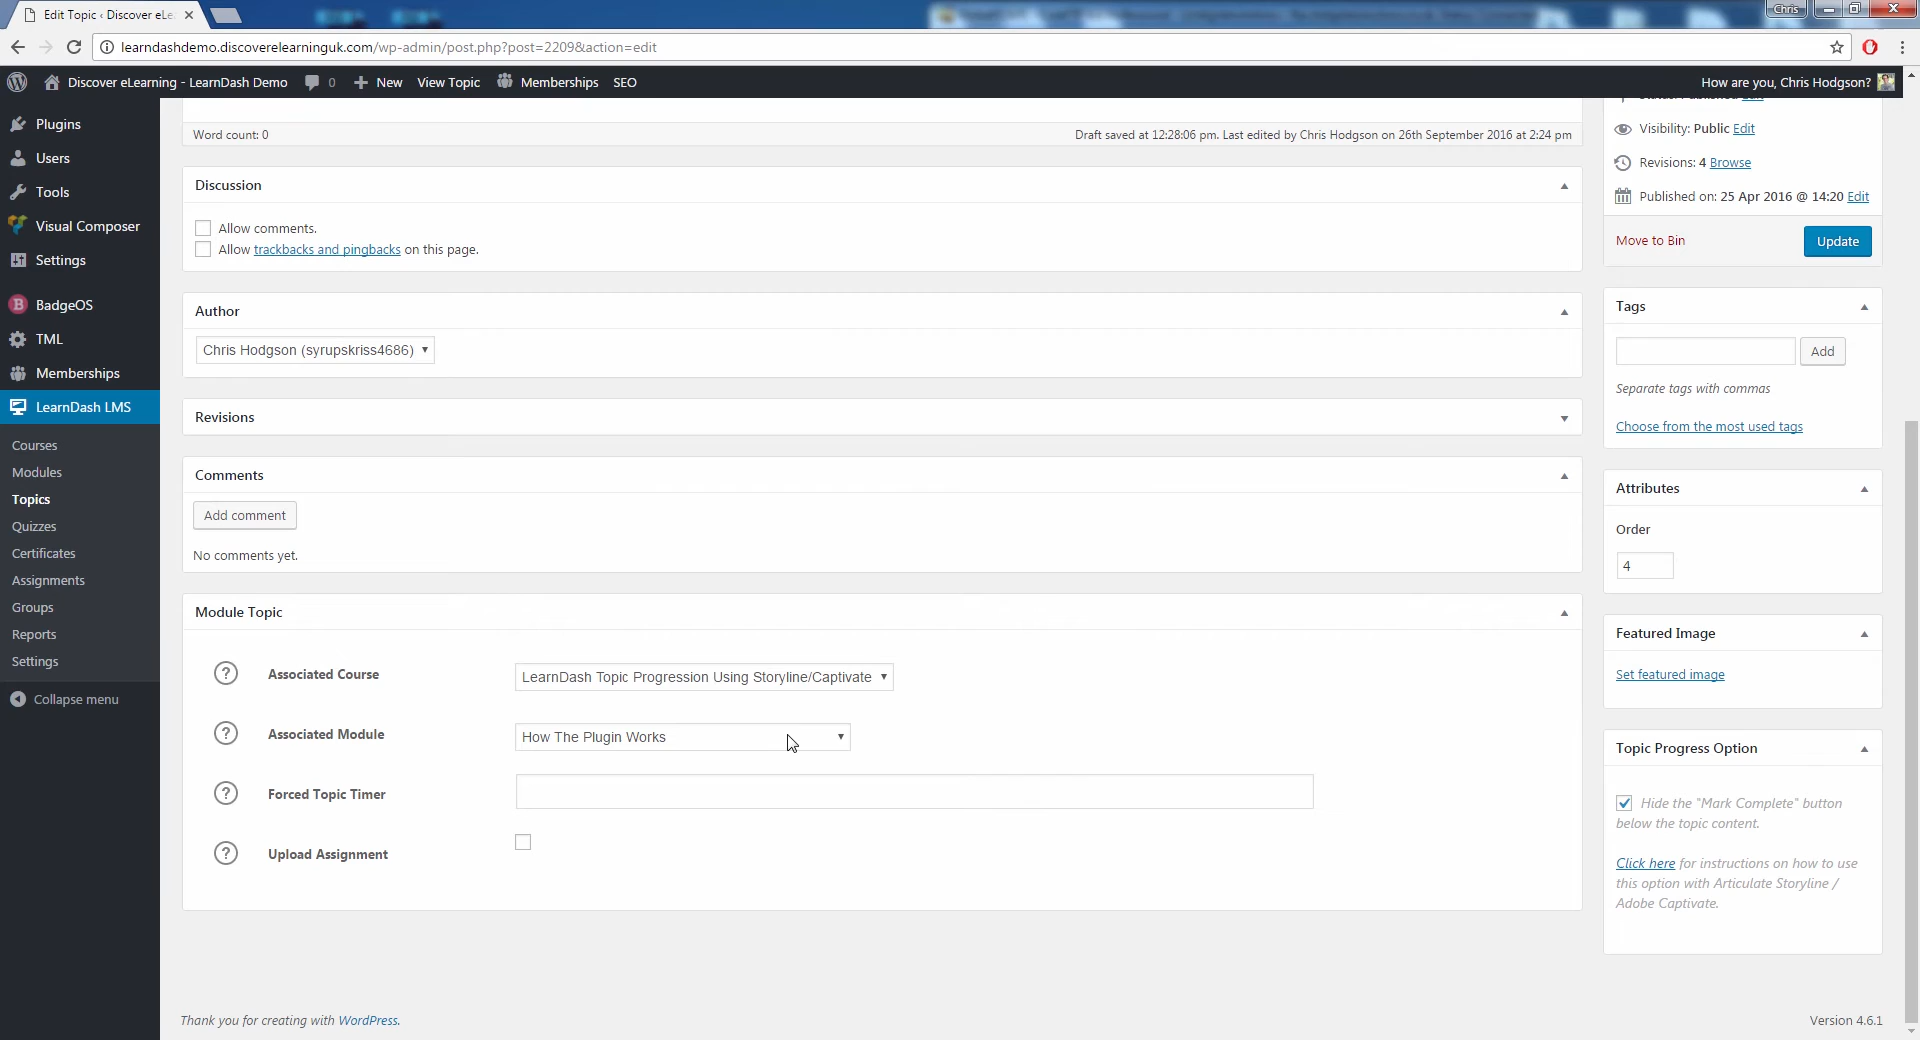 Edit Topic ‹ Discover eLe
Chris
learndashdemo.discoverelearninguk.com/wp-admin/post.php?post=2209&action=edit
Discover eLearning - LearnDash Demo 0 New View Topic Memberships SEO How are you, Chris Hodgson?
Plugins
Users
Tools
Visual Composer
Settings
BadgeOS
TML
Memberships
LearnDash LMS
Courses
Modules
Topics
Quizzes
Certificates
Assignments
Groups
Reports
Settings
Collapse menu
Word count: 0 Draft saved at 12:28:06 pm. Last edited by Chris Hodgson on 26th September 2016 at 2:24 pm
Discussion
Allow comments.
Allow trackbacks and pingbacks on this page.
Author
Chris Hodgson (syrupskriss4686)
Revisions
Comments
Add comment
No comments yet.
Module Topic
Associated Course LearnDash Topic Progression Using Storyline/Captivate
Associated Module How The Plugin Works
Forced Topic Timer
Upload Assignment
Visibility: Public Edit
Revisions: 4 Browse
Published on: 25 Apr 2016 @ 14:20 Edit
Move to Bin Update
Tags
Add
Separate tags with commas
Choose from the most used tags
Attributes
Order
4
Featured Image
Set featured image
Topic Progress Option
Hide the "Mark Complete" button
below the topic content.
Click here for instructions on how to use
this option with Articulate Storyline /
Adobe Captivate.
Thank you for creating with WordPress. Version 4.6.1